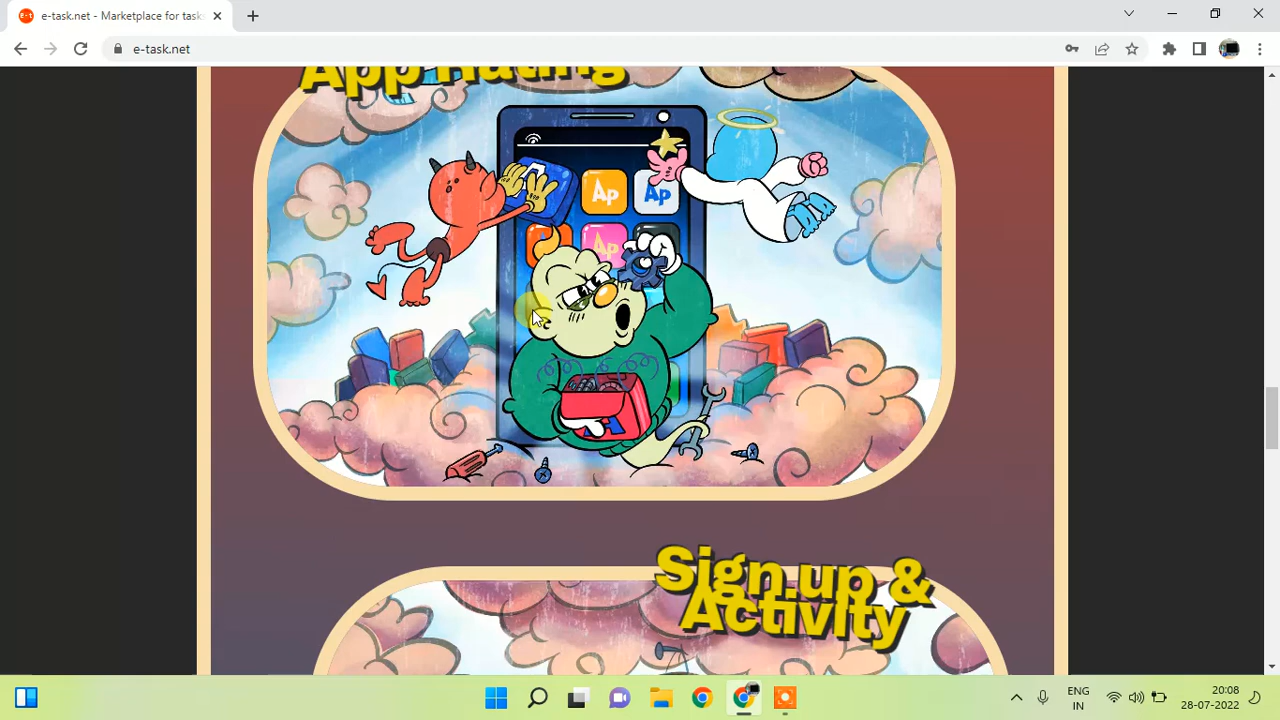 e-task.net - Marketplace for task
e-task.net
App Rating
Ap
Ap
Ap
Sign.up &
Activity
ENG
IN
20:08
28-07-2022